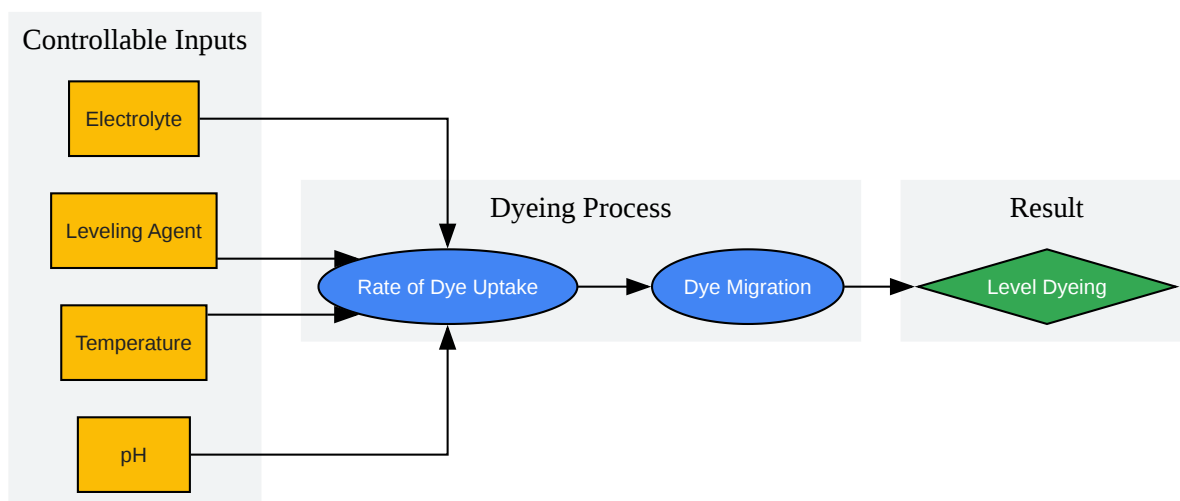 Controllable Inputs
Electrolyte
Leveling Agent
Temperature
pH
Dyeing Process
Rate of Dye Uptake
Dye Migration
Result
Level Dyeing